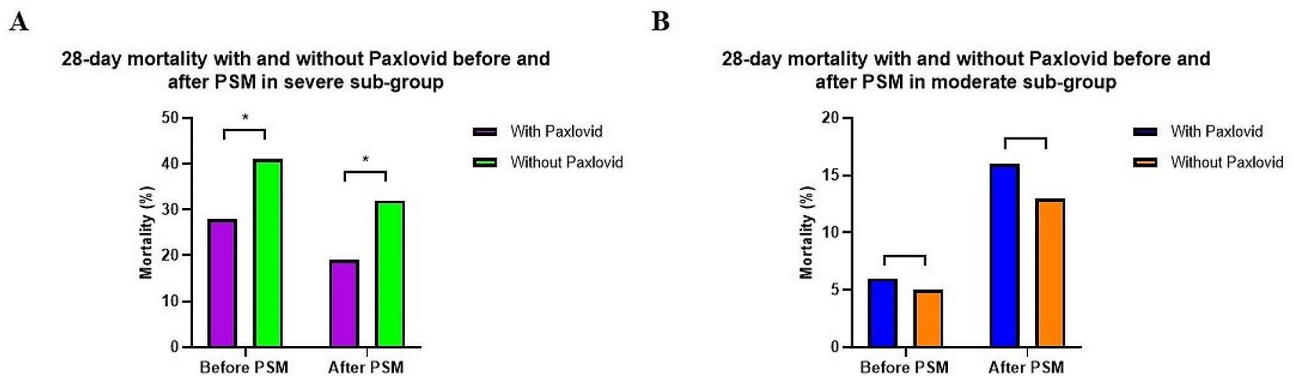 A
28-day mortality with and without Paxlovid before and
after PSM in severe sub-group
50
40
30
20
10
0
Mortality (%)
*
*
Before PSM
After PSM
With Paxlovid
Without Paxlovid
B
28-day mortality with and without Paxlovid before and
after PSM in moderate sub-group
20
15
10
5
0
Mortality (%)
Before PSM
After PSM
With Paxlovid
Without Paxlovid